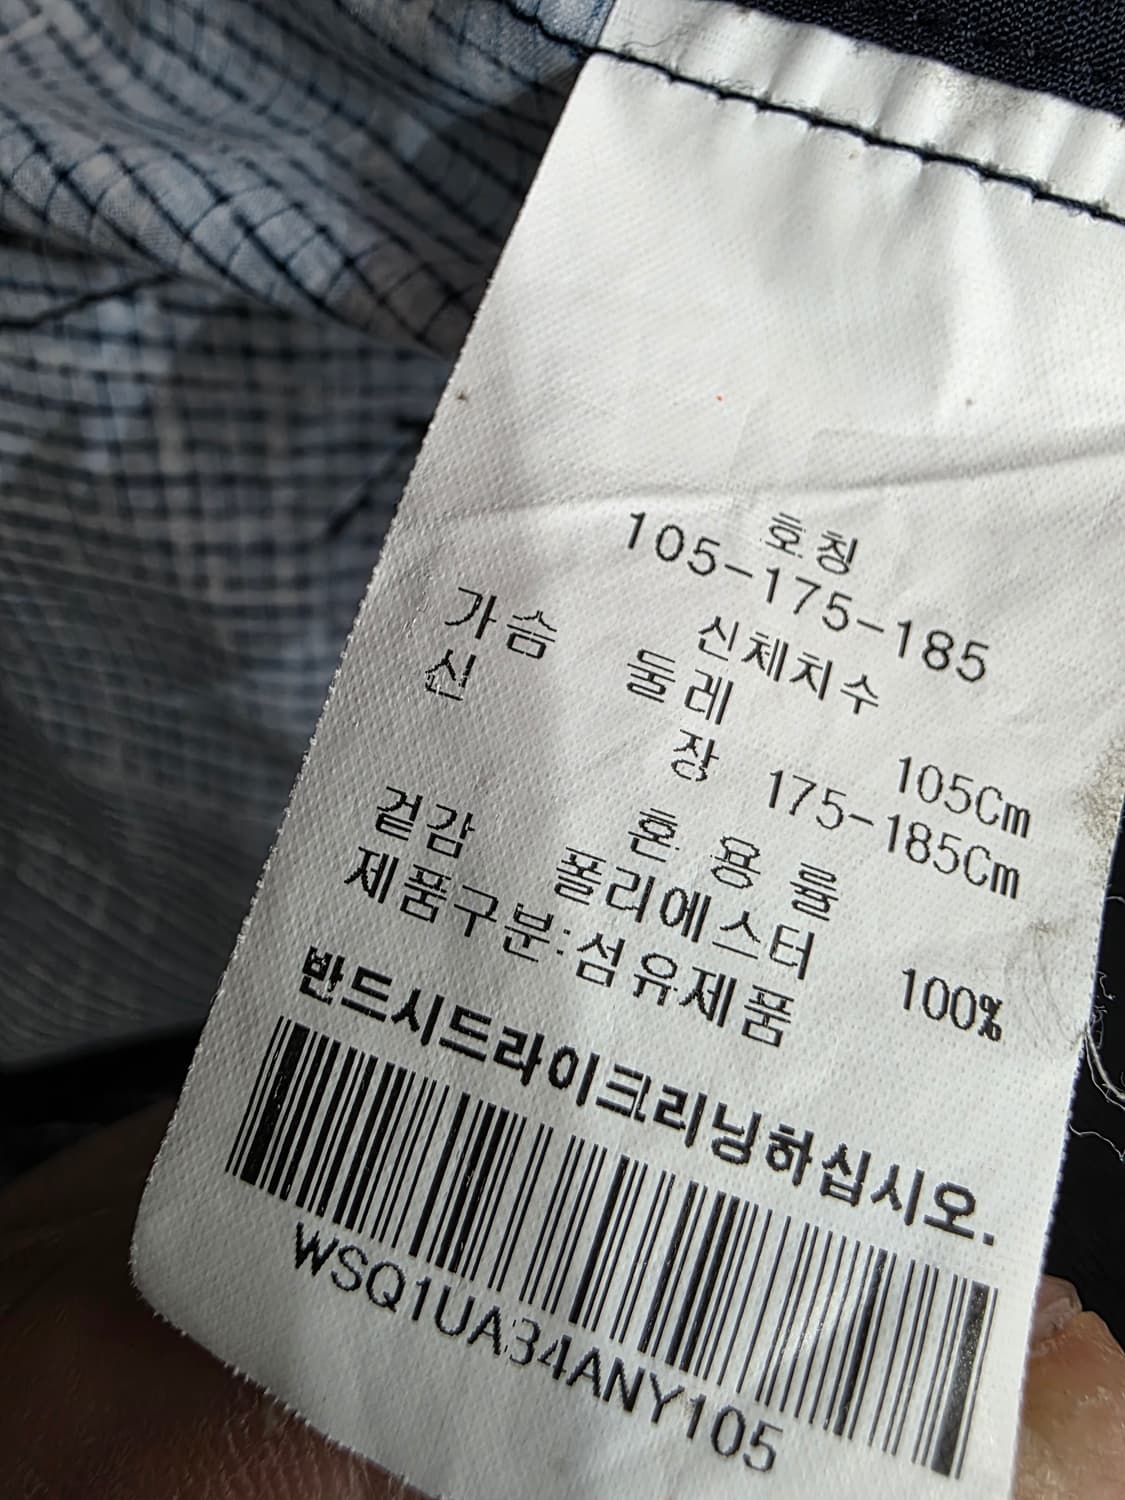 호칭
105-175-185
신체치수
가슴 둘레 105Cm
신 장 175-185Cm
혼 용 률
겉감 폴리에스터 100%
제품구분:섬유제품
반드시드라이크리닝하십시오.
WSQ1UA34ANY105